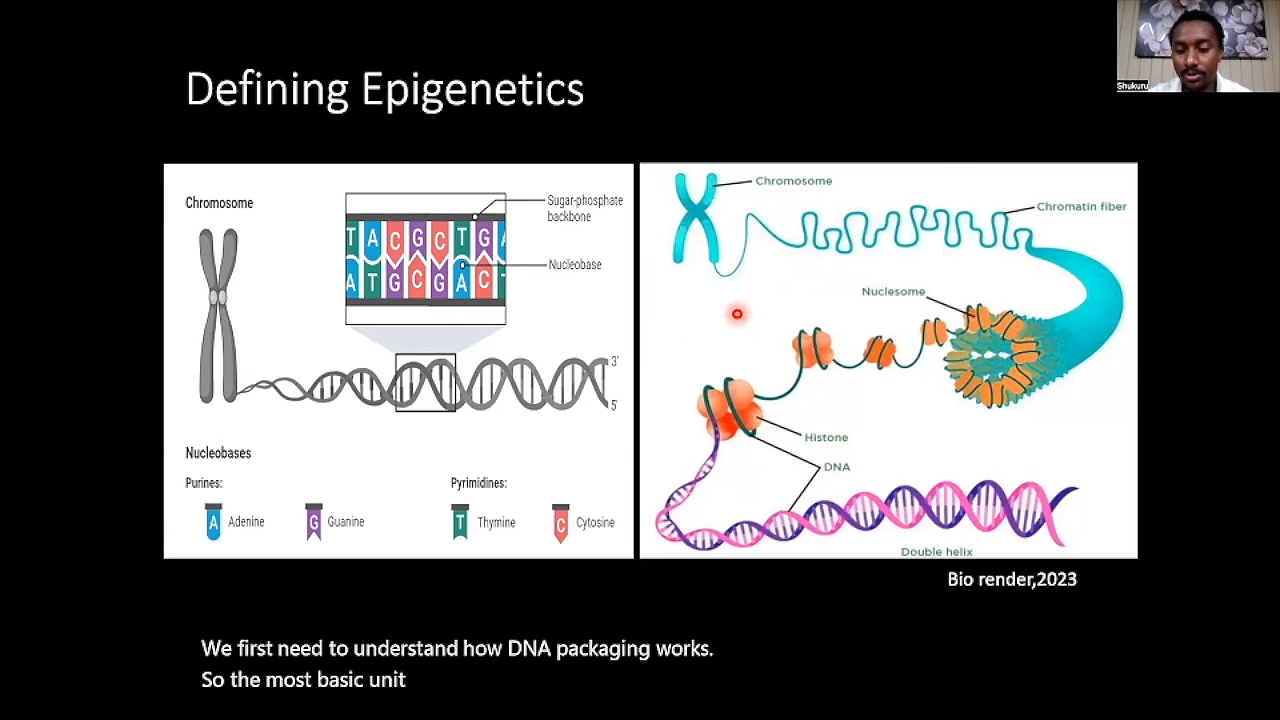 Defining Epigenetics
Shukuru
Chromosome
Sugar-phosphate
backbone
T A C G C T G A
Nucleobase
A T G C G A C T
3'
5'
Nucleobases
Purines:
Pyrimidines:
A Adenine
G Guanine
T Thymine
C Cytosine
Chromosome
Chromatin fiber
Nuclesome
Histone
DNA
Double helix
Bio render,2023
We first need to understand how DNA packaging works.
So the most basic unit